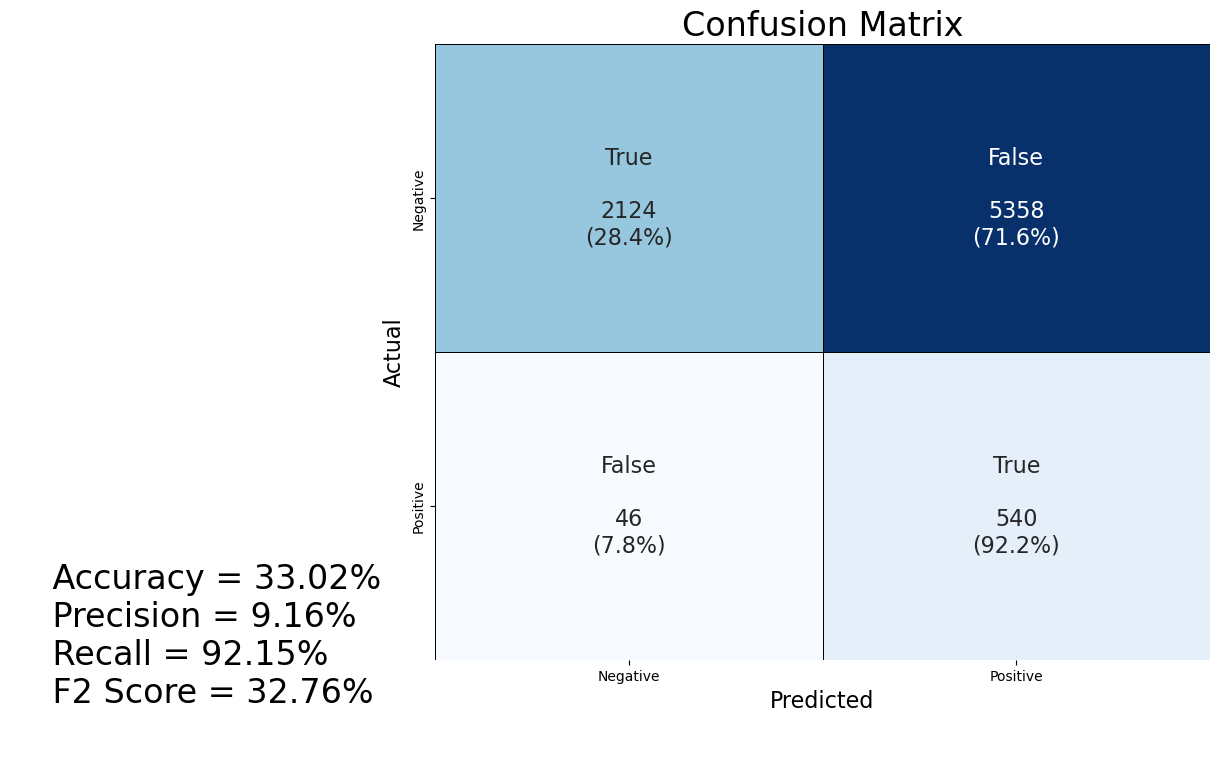 Confusion Matrix
True
False
2124
5358
(28.4%)
(71.6%)
Negative
Actual
False
True
46
540
(7.8%)
(92.2%)
Positive
Accuracy = 33.02%
Precision = 9.16%
Recall = 92.15%
F2 Score = 32.76%
Negative
Positive
Predicted